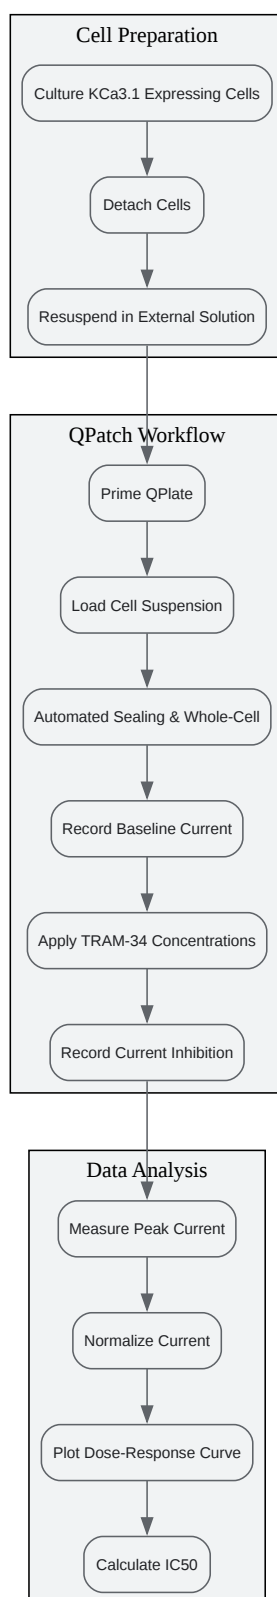 Cell Preparation
Culture KCa3.1 Expressing Cells
Detach Cells
Resuspend in External Solution
QPatch Workflow
Prime QPlate
Load Cell Suspension
Automated Sealing & Whole-Cell
Record Baseline Current
Apply TRAM-34 Concentrations
Record Current Inhibition
Data Analysis
Measure Peak Current
Normalize Current
Plot Dose-Response Curve
Calculate IC50